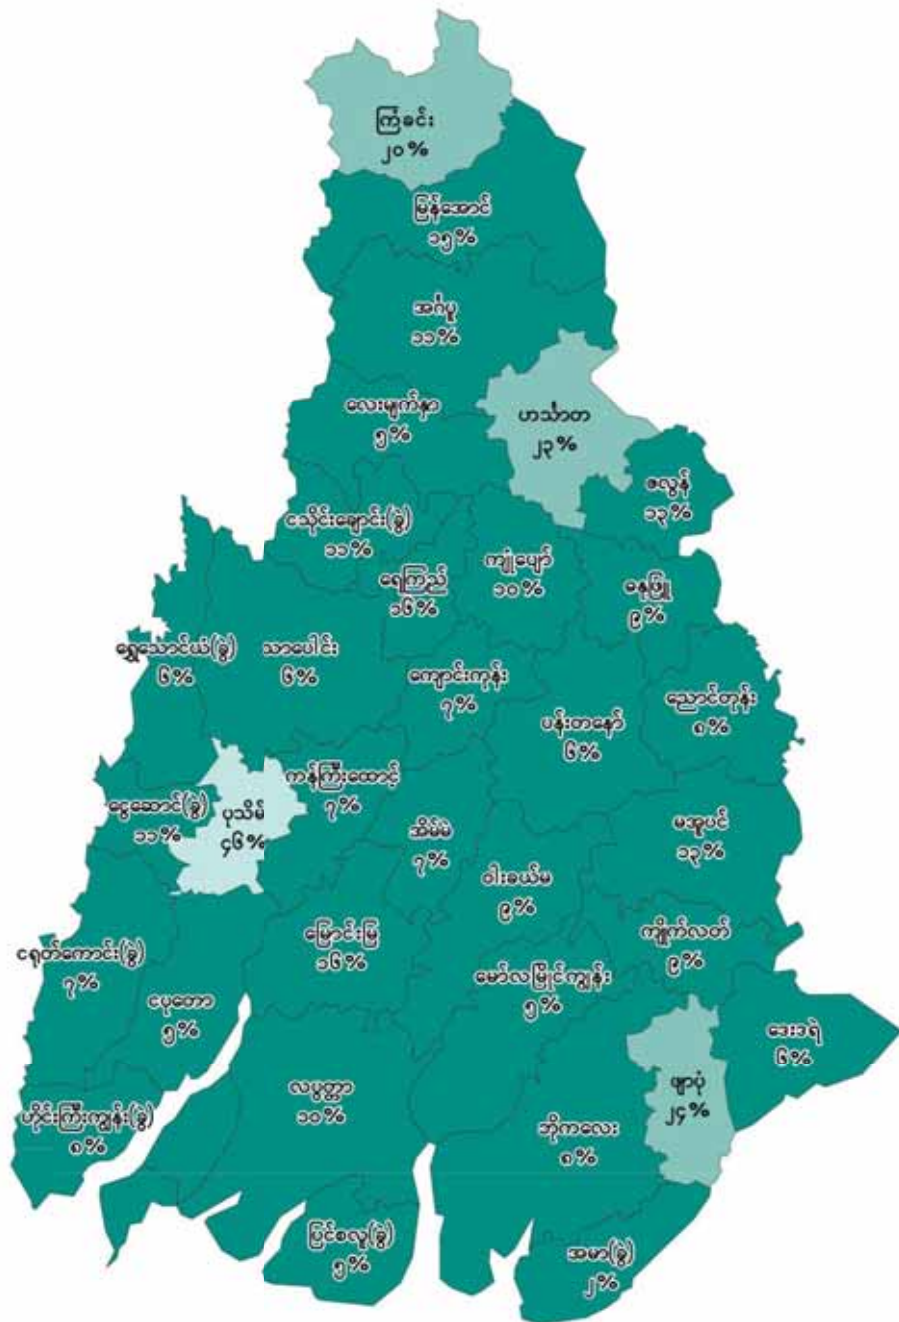 ကြံခင်း
၂၀%
မြန်အောင်
၁၅%
အင်္ဂပူ
၁၁%
လေးမျက်နှာ
၅%
ဟင်္သာတ
၂၃%
ဇလွန်
၁၃%
ငသိုင်းချောင်း(ခွဲ)
၁၁%
ရေကြည်
၁၆%
ကျုံပျော်
၁၀%
ဓနုဖြူ
၉%
ရွှေသောင်ယံ(ခွဲ)
၆%
သာပေါင်း
၆%
ကျောင်းကုန်း
၇%
ပန်းတနော်
၆%
ညောင်တုန်း
၈%
ငွေဆောင်(ခွဲ)
၁၁%
ပုသိမ်
၄၆%
ကန်ကြီးထောင့်
၇%
အိမ်မဲ
၇%
ဝါးခယ်မ
၉%
မအူပင်
၁၃%
ငရုတ်ကောင်း(ခွဲ)
၇%
ငပုတော
၅%
မြောင်းမြ
၁၆%
မော်လမြိုင်ကျွန်း
၅%
ကျိုက်လတ်
၉%
ဒေးဒရဲ
၆%
ဖျာပုံ
၂၄%
ဟိုင်းကြီးကျွန်း(ခွဲ)
၈%
လပွတ္တာ
၁၀%
ဘိုကလေး
၈%
ပြင်စလူ(ခွဲ)
၅%
အမာ(ခွဲ)
၂%